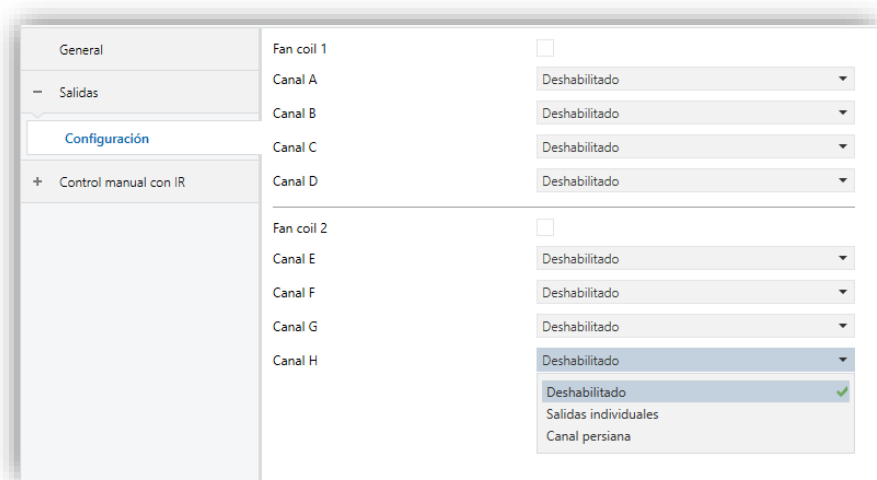 General
− Salidas
Configuración
+ Control manual con IR
Fan coil 1
Canal A Deshabilitado
Canal B Deshabilitado
Canal C Deshabilitado
Canal D Deshabilitado
Fan coil 2
Canal E Deshabilitado
Canal F Deshabilitado
Canal G Deshabilitado
Canal H Deshabilitado
Deshabilitado
Salidas individuales
Canal persiana